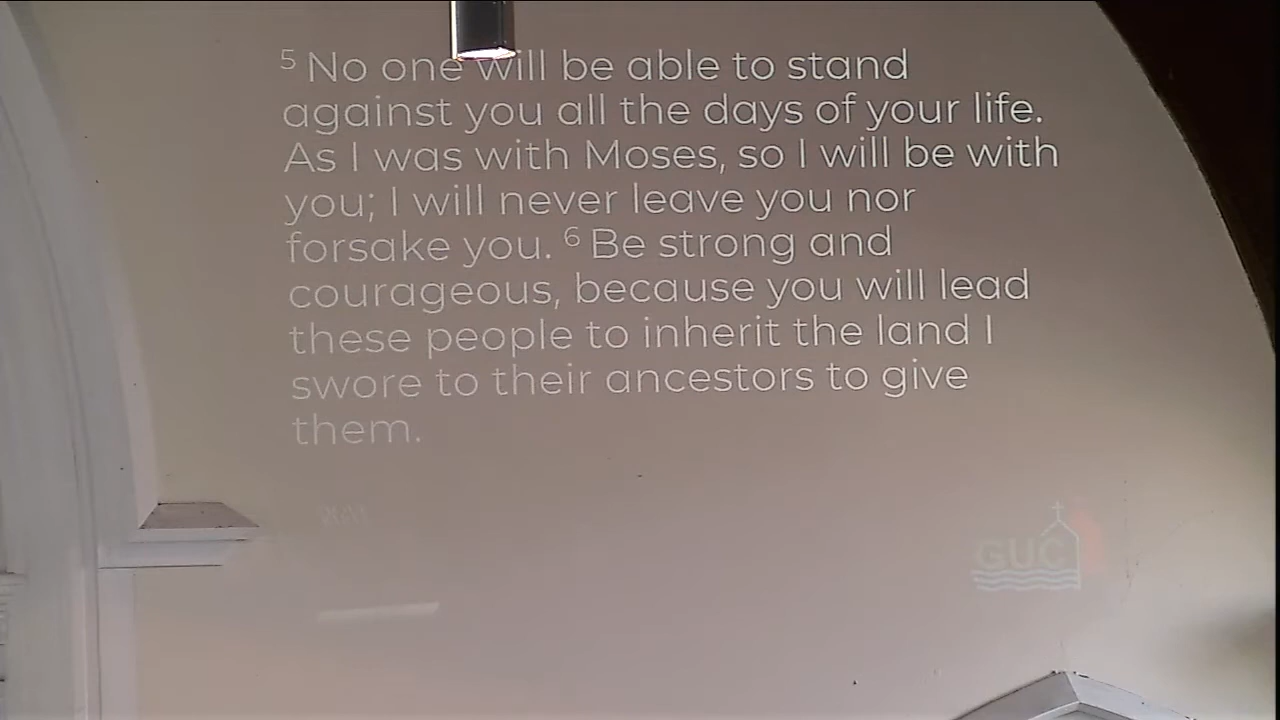 5 No one will be able to stand
against you all the days of your life.
As I was with Moses, so I will be with
you; I will never leave you nor
forsake you. 6 Be strong and
courageous, because you will lead
these people to inherit the land I
swore to their ancestors to give
them.
GUC